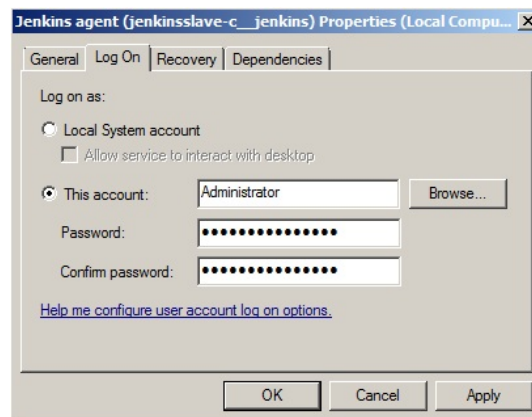 Jenkins agent (jenkinsslave-c__jenkins) Properties (Local Compu...
General Log On Recovery Dependencies
Log on as:
Local System account
Allow service to interact with desktop
This account: Administrator Browse...
Password: •••••••••••••••
Confirm password: •••••••••••••••
Help me configure user account log on options.
OK Cancel Apply